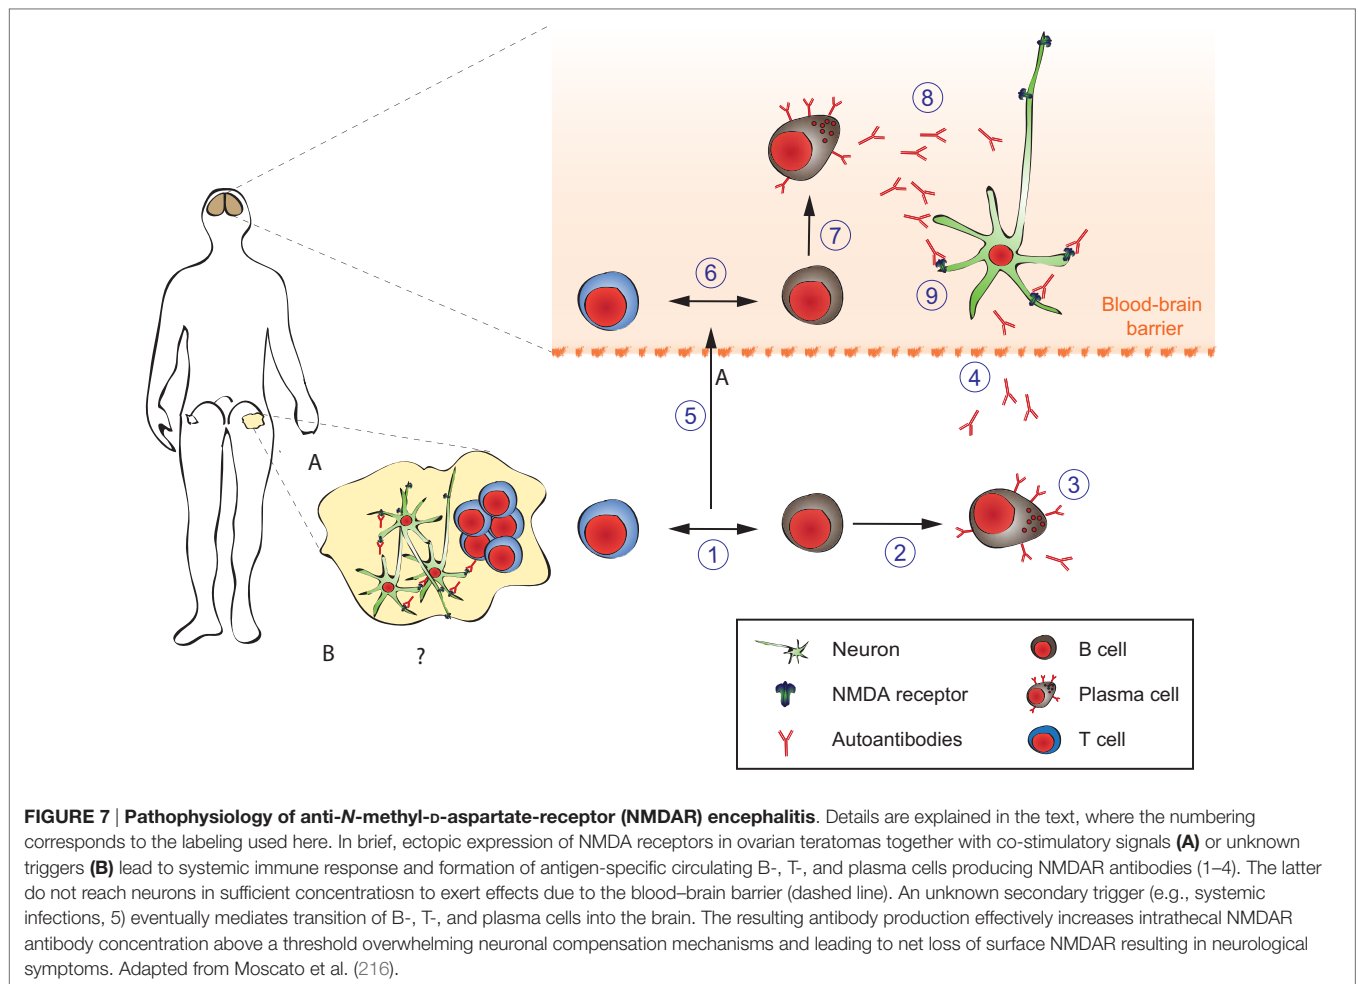 8
7
6
9
Blood-brain
barrier
A
4
5
A
3
1
2
B
?
Neuron
B cell
NMDA receptor
Plasma cell
Autoantibodies
T cell
FIGURE 7 | Pathophysiology of anti-N-methyl-D-aspartate-receptor (NMDAR) encephalitis. Details are explained in the text, where the numbering
corresponds to the labeling used here. In brief, ectopic expression of NMDA receptors in ovarian teratomas together with co-stimulatory signals (A) or unknown
triggers (B) lead to systemic immune response and formation of antigen-specific circulating B-, T-, and plasma cells producing NMDAR antibodies (1–4). The latter
do not reach neurons in sufficient concentratiosn to exert effects due to the blood–brain barrier (dashed line). An unknown secondary trigger (e.g., systemic
infections, 5) eventually mediates transition of B-, T-, and plasma cells into the brain. The resulting antibody production effectively increases intrathecal NMDAR
antibody concentration above a threshold overwhelming neuronal compensation mechanisms and leading to net loss of surface NMDAR resulting in neurological
symptoms. Adapted from Moscato et al. (216).